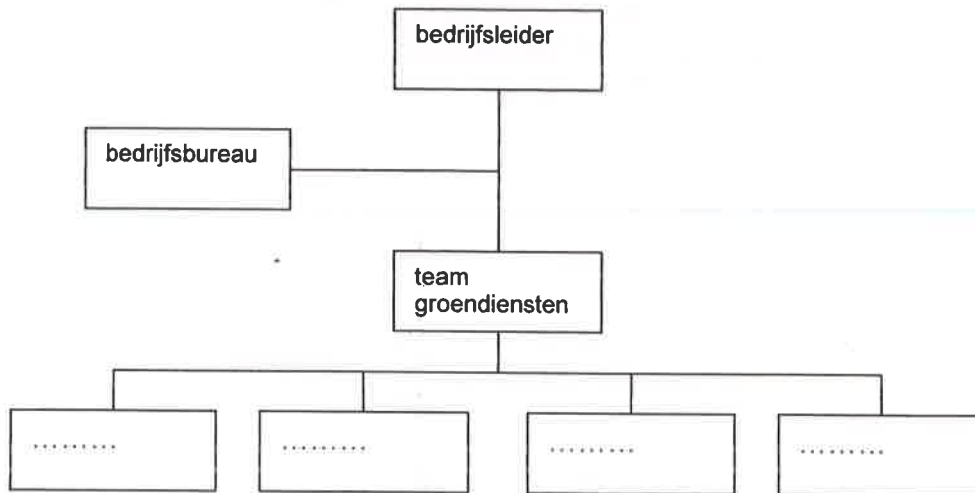 bedrijfsleider
bedrijfsbureau
team
groendiensten
......... ......... ......... .........